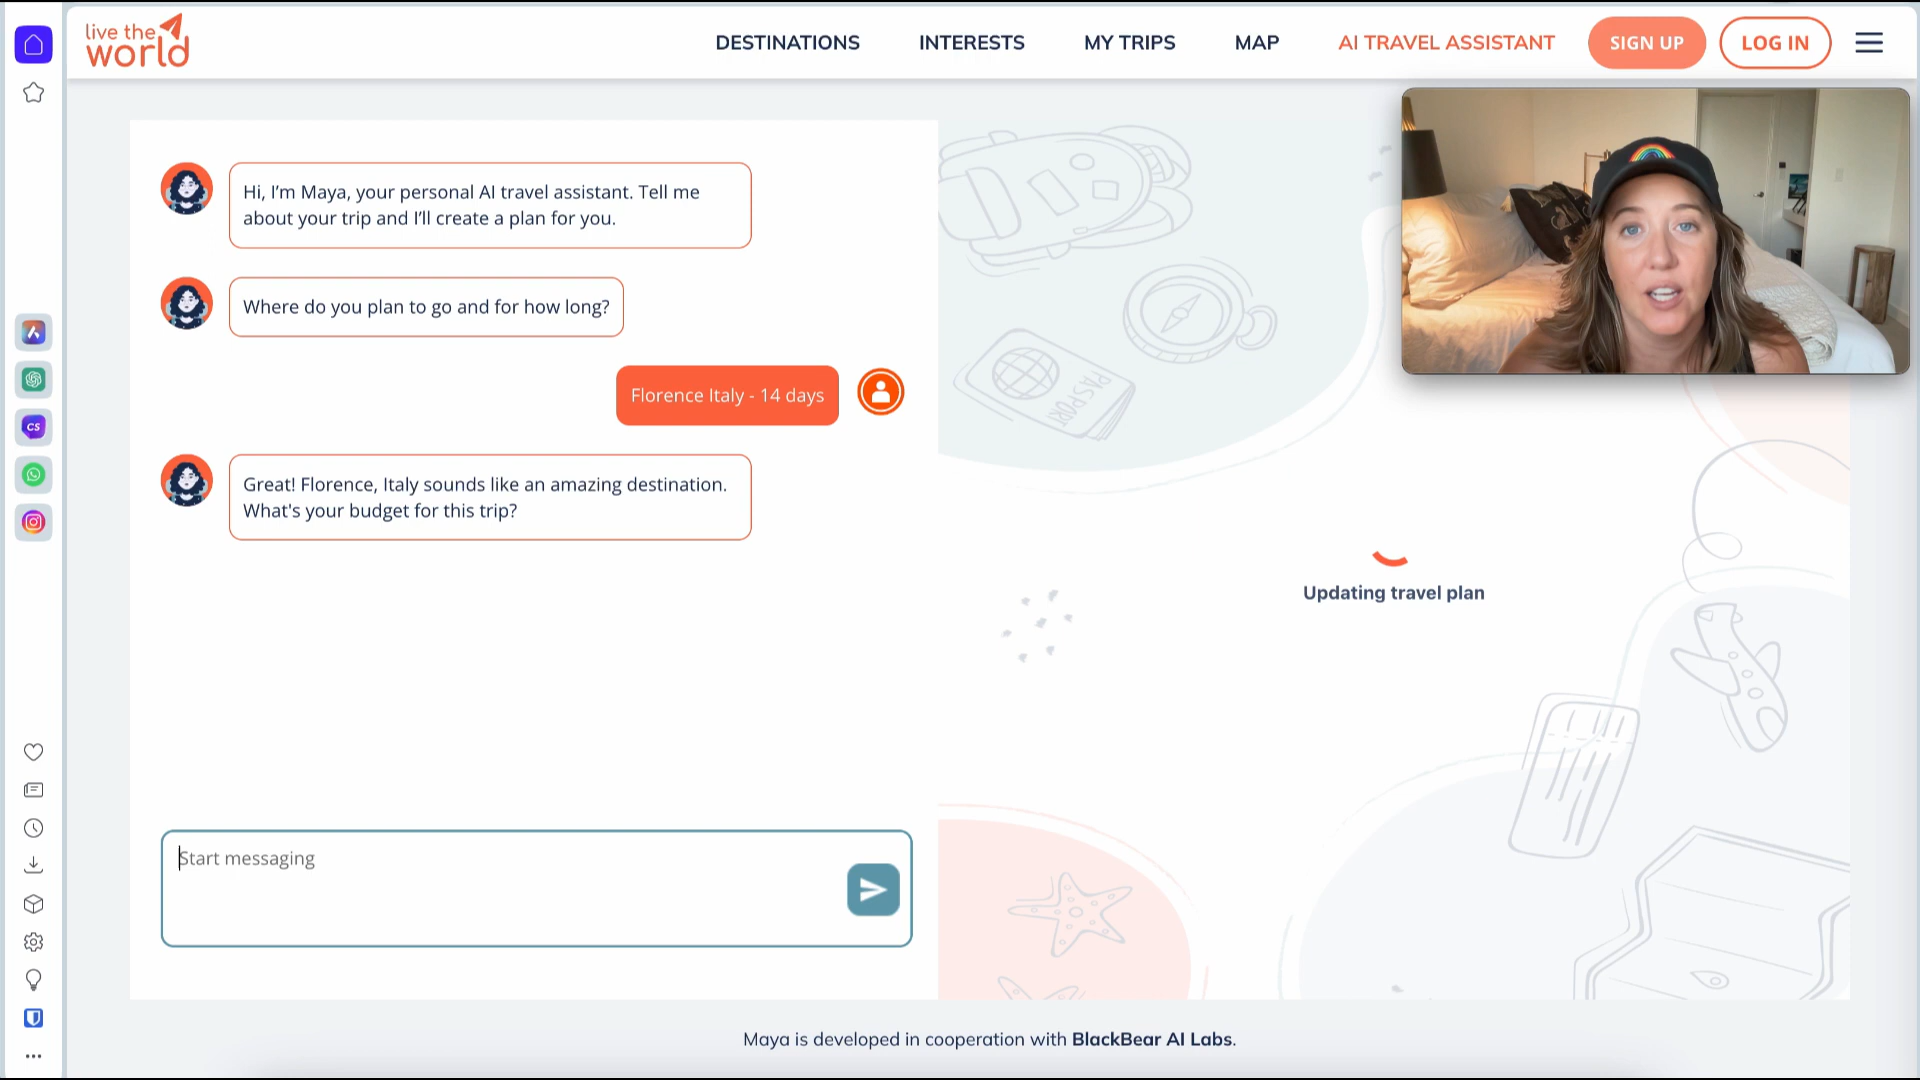 live the
world
DESTINATIONS
INTERESTS
MY TRIPS
MAP
AI TRAVEL ASSISTANT
SIGN UP
LOG IN
Hi, I’m Maya, your personal AI travel assistant. Tell me
about your trip and I’ll create a plan for you.
Where do you plan to go and for how long?
Florence Italy - 14 days
Great! Florence, Italy sounds like an amazing destination.
What's your budget for this trip?
CS
PASSPORT
Updating travel plan
Start messaging
Maya is developed in cooperation with BlackBear AI Labs.